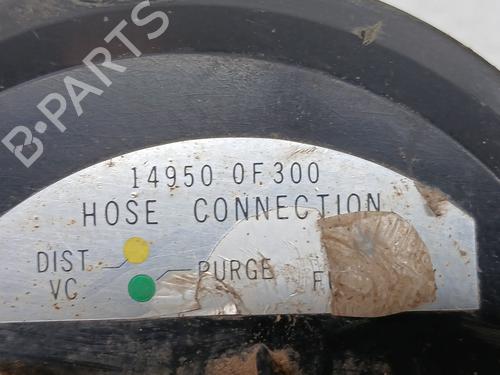 B-PARTS
14950 0F300
HOSE CONNECTION
DIST
VC
PURGE